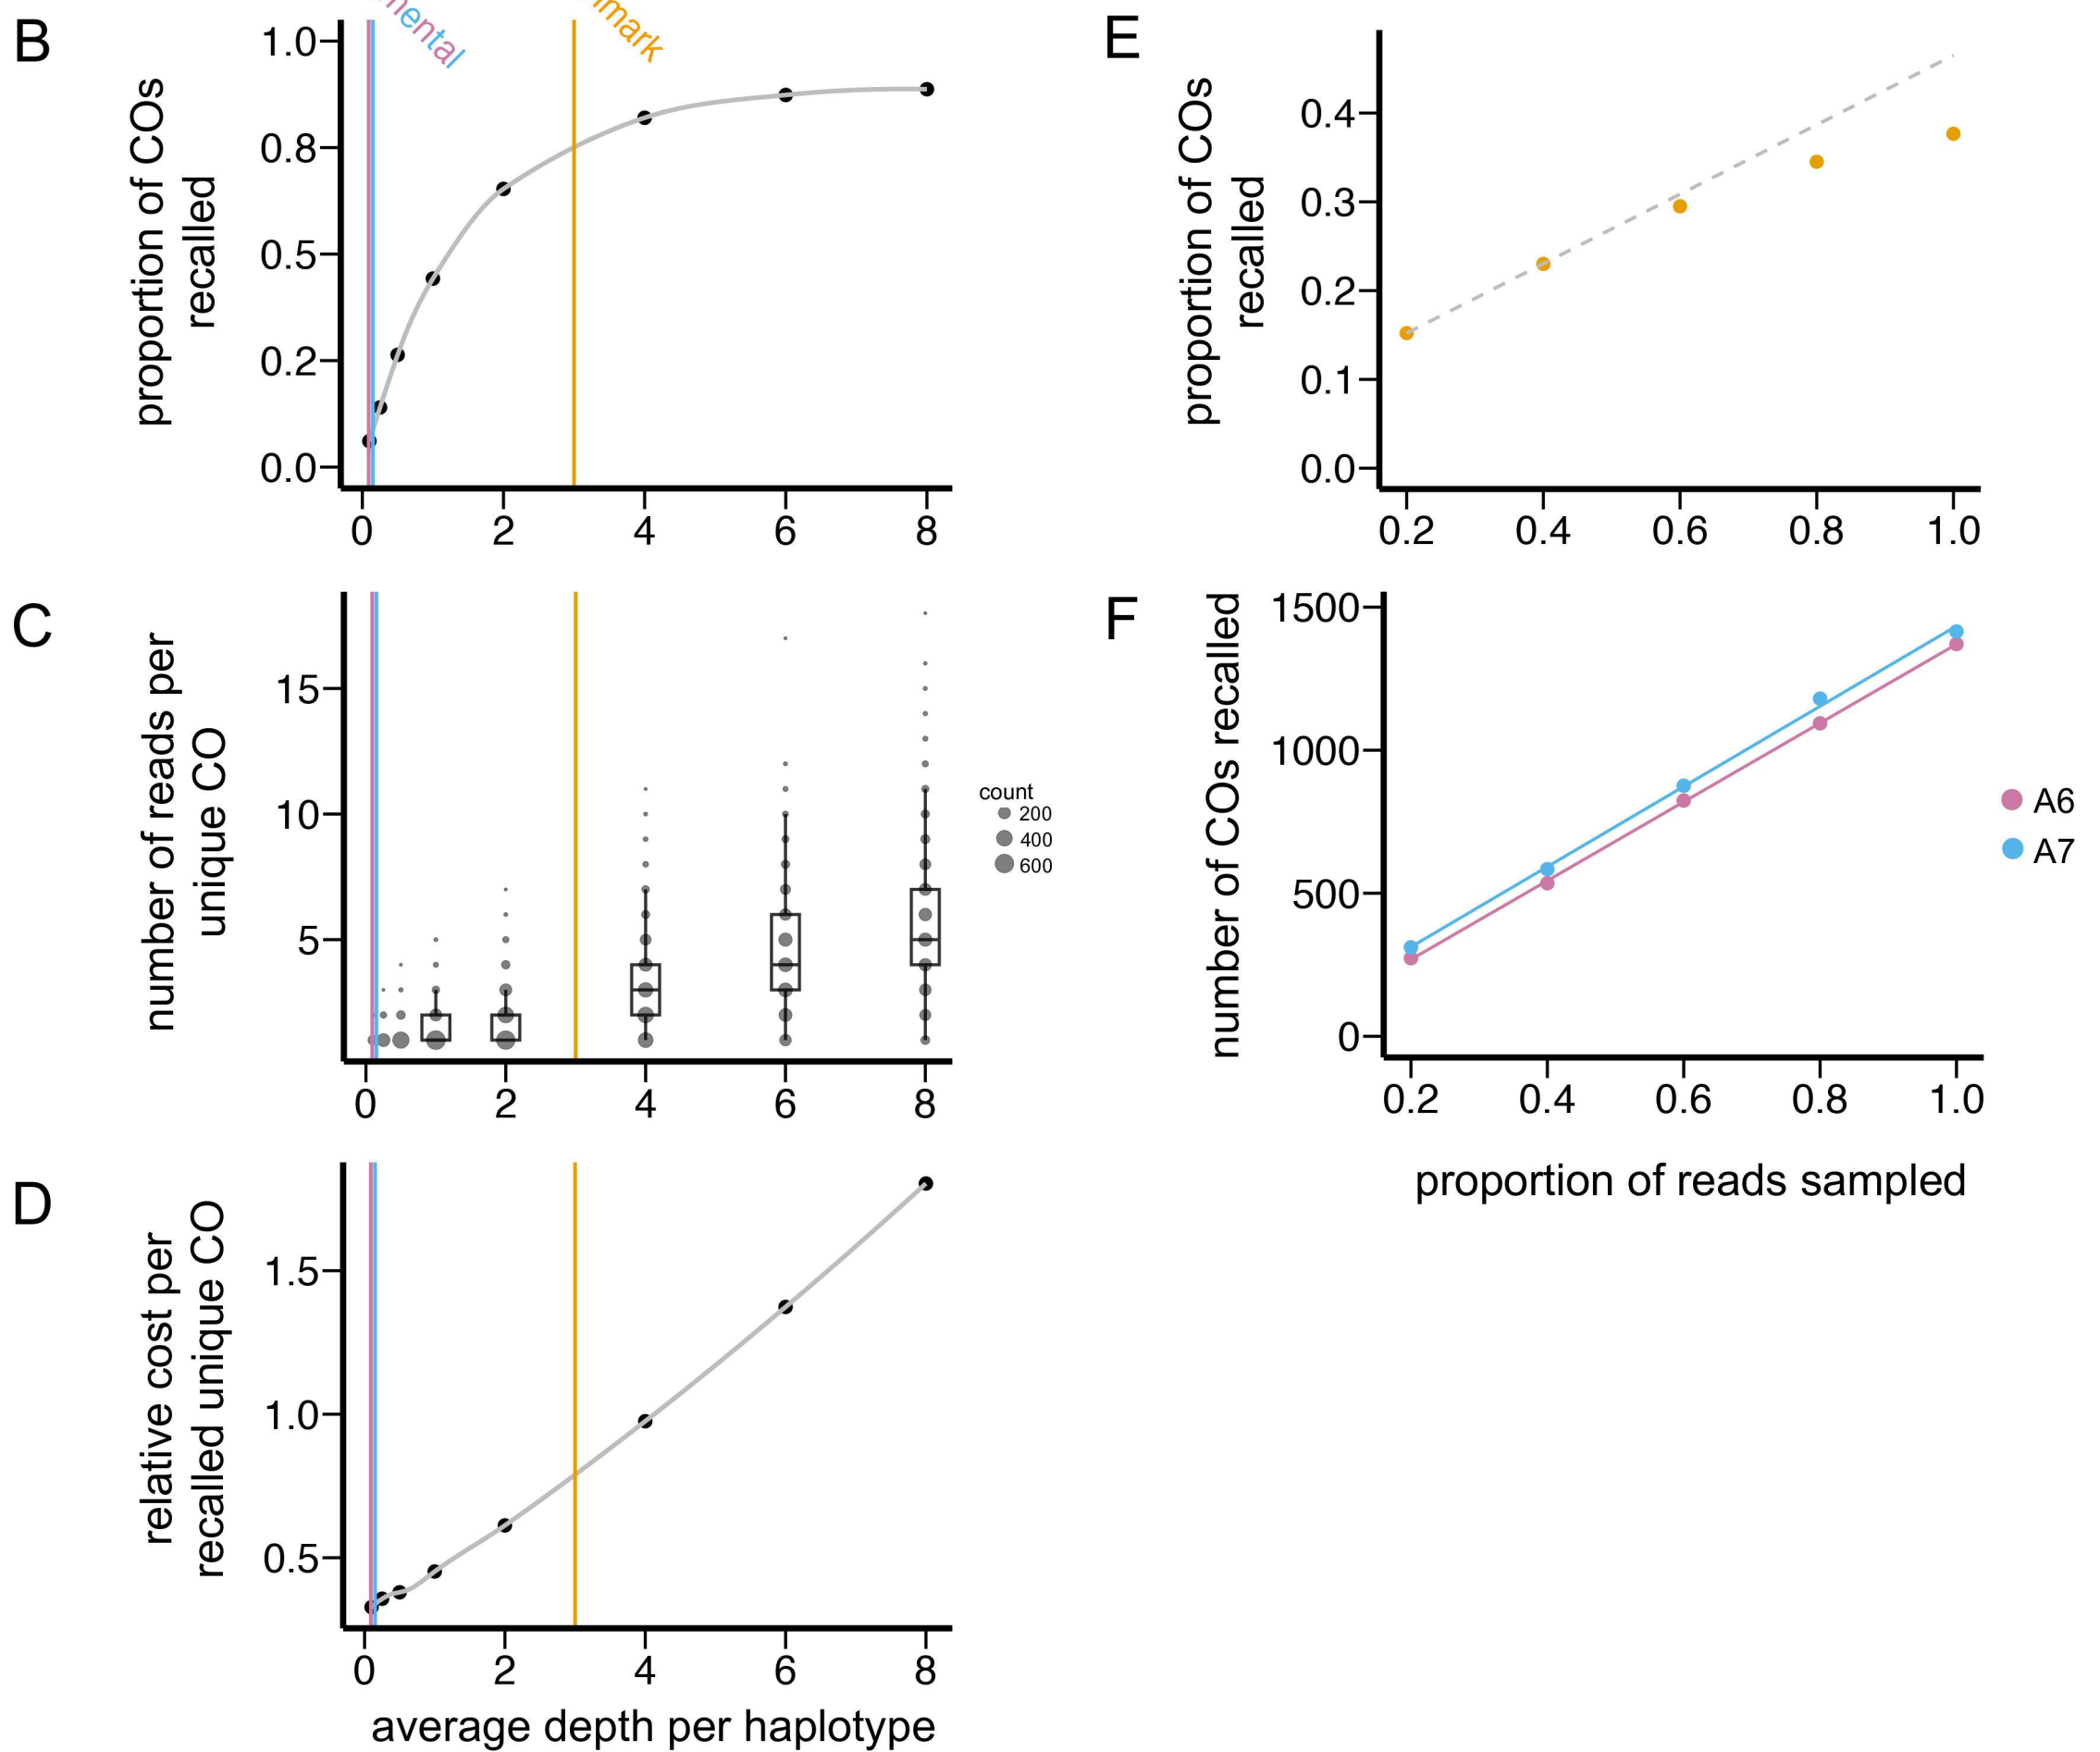 B
mental
mark
proportion of COs
recalled
1.0
0.8
0.5
0.2
0.0
0 2 4 6 8
C
number of reads per
unique CO
15
10
5
0 2 4 6 8
count
200
400
600
D
relative cost per
recalled unique CO
1.5
1.0
0.5
0 2 4 6 8
average depth per haplotype
E
proportion of COs
recalled
0.4
0.3
0.2
0.1
0.0
0.2 0.4 0.6 0.8 1.0
F
number of COs recalled
1500
1000
500
0
0.2 0.4 0.6 0.8 1.0
A6
A7
proportion of reads sampled